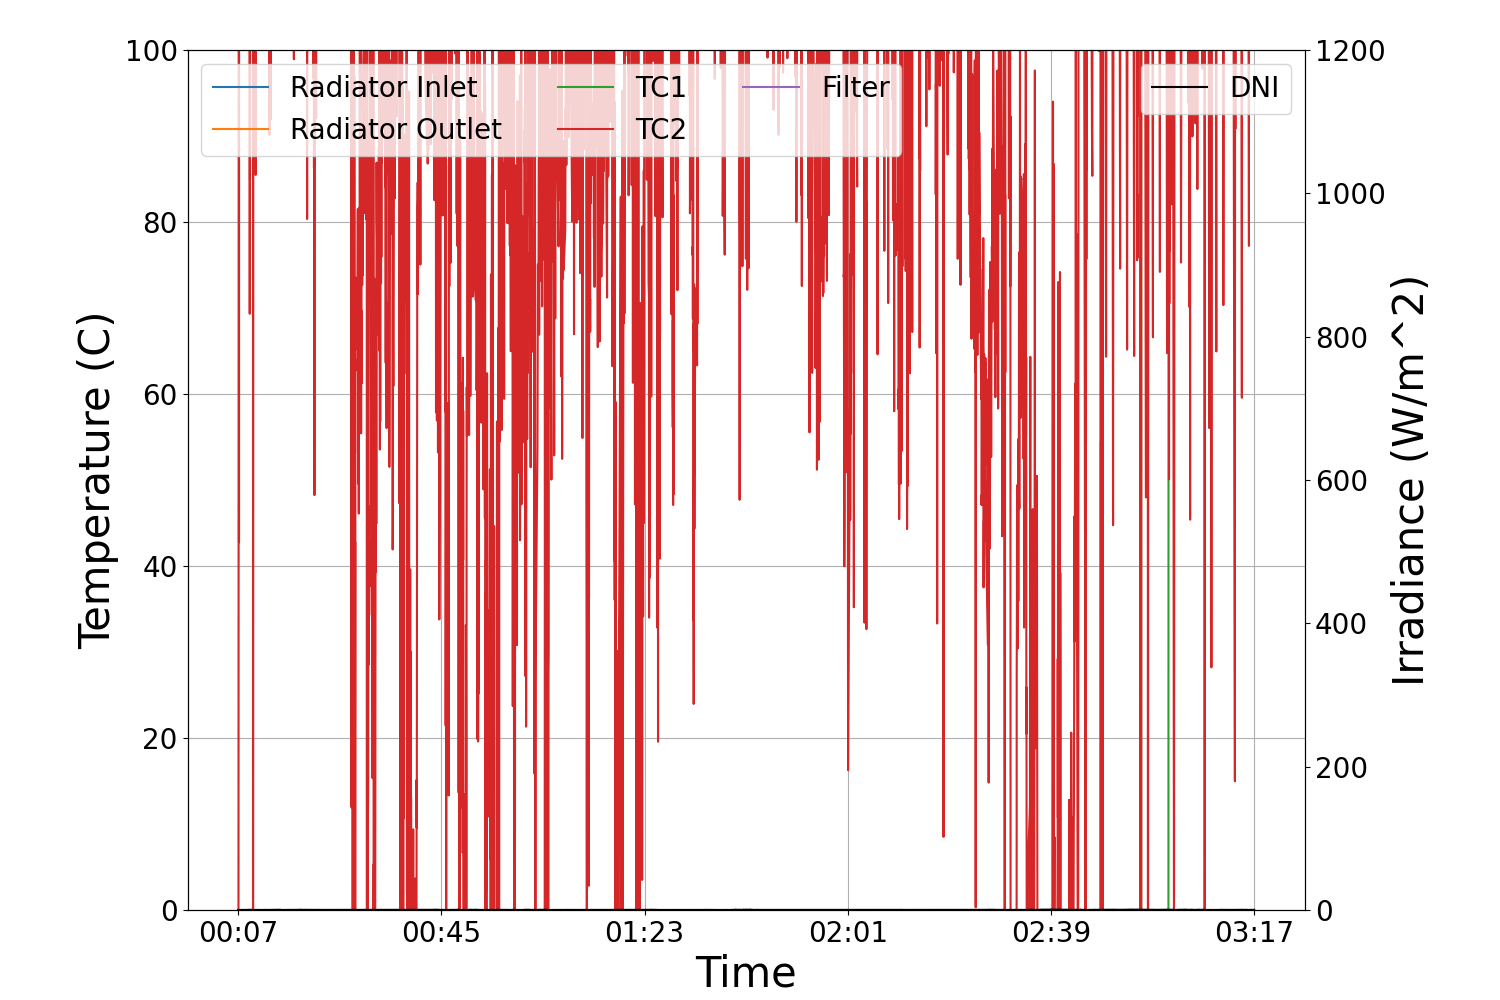 100
80
60
40
20
0
Temperature (C)
Radiator Inlet
Radiator Outlet
TC1
TC2
Filter
DNI
1200
1000
800
600
400
200
0
Irradiance (W/m^2)
00:07 00:45 01:23 02:01 02:39 03:17
Time